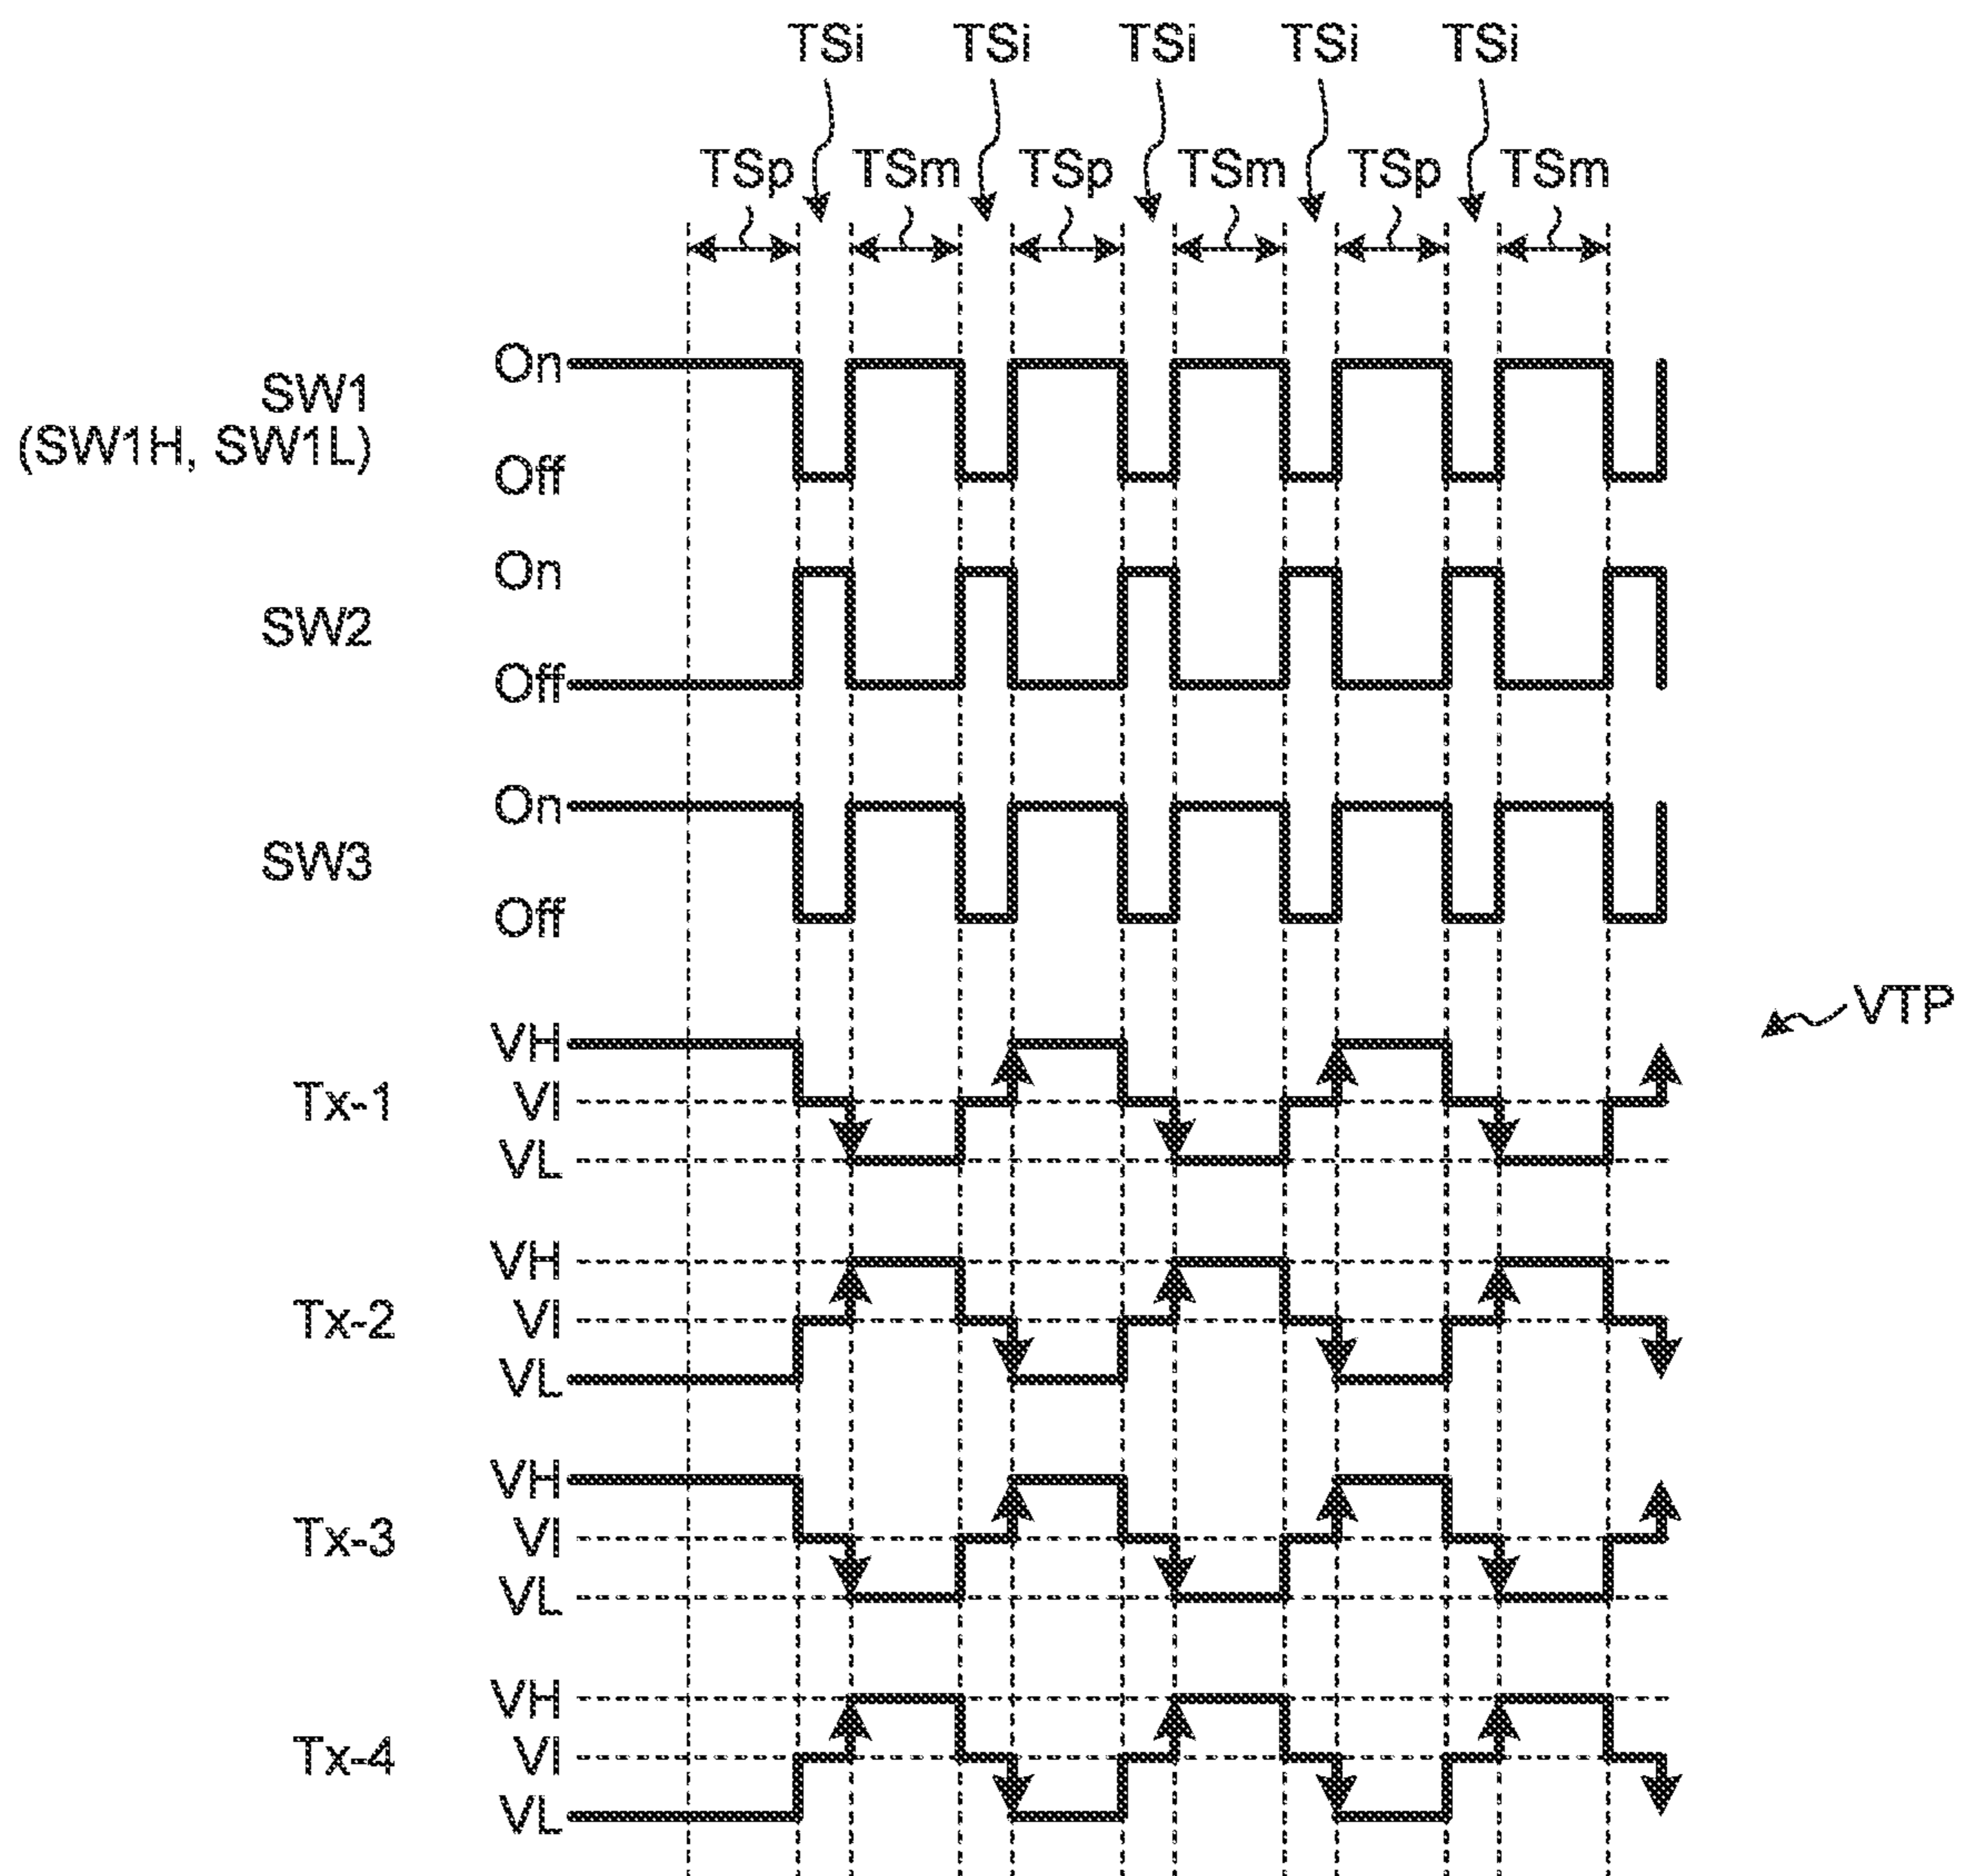 TSi TSi TSi TSi TSi
TSp TSm TSp TSm TSp TSm
SW1
(SW1H, SW1L)
On
Off
SW2
On
Off
SW3
On
Off
VTP
Tx-1
VH
VI
VL
Tx-2
VH
VI
VL
Tx-3
VH
VI
VL
Tx-4
VH
VI
VL